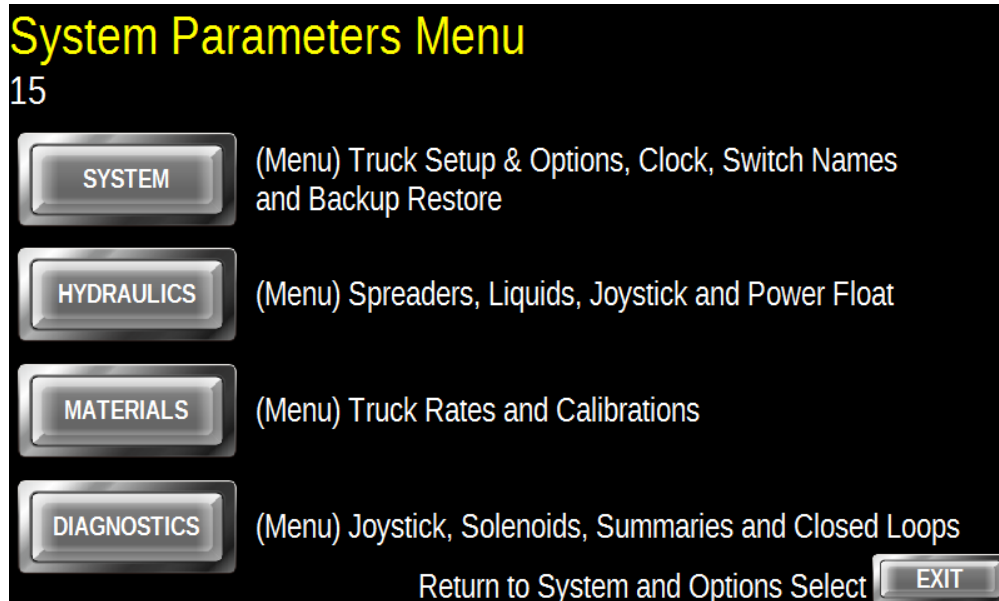 System Parameters Menu
15
SYSTEM
(Menu) Truck Setup & Options, Clock, Switch Names
and Backup Restore
HYDRAULICS
(Menu) Spreaders, Liquids, Joystick and Power Float
MATERIALS
(Menu) Truck Rates and Calibrations
DIAGNOSTICS
(Menu) Joystick, Solenoids, Summaries and Closed Loops
Return to System and Options Select
EXIT